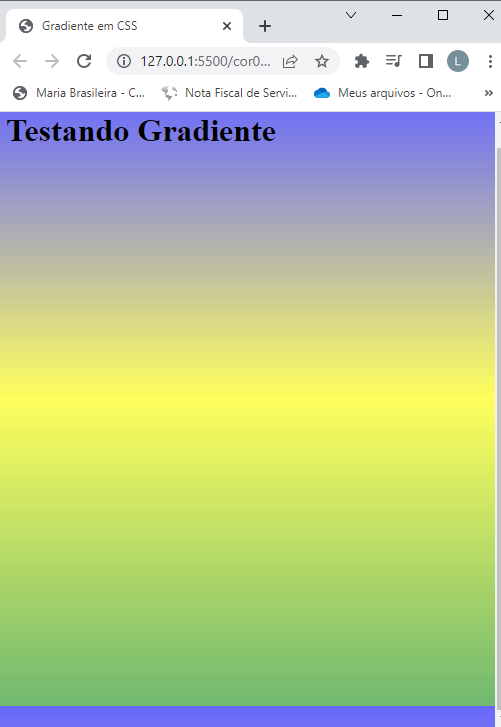 Gradiente em CSS
127.0.0.1:5500/cor0...
L
Maria Brasileira - C...
Nota Fiscal de Servi...
Meus arquivos - On...
»
Testando Gradiente